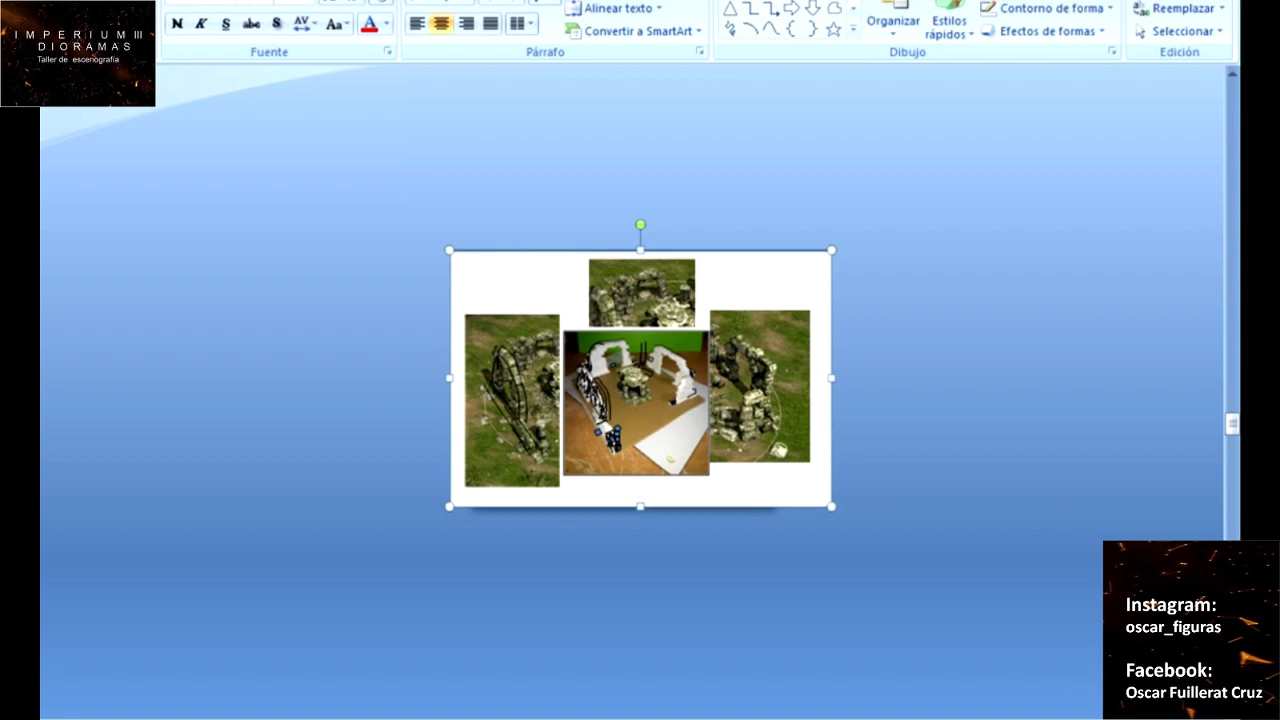 IMPERIUM III
DIORAMAS
Taller de escenografía
N K S abc S AV Aa A
Fuente
Alinear texto
Convertir a SmartArt
Párrafo
Organizar
Estilos
rápidos
Contorno de forma
Efectos de formas
Dibujo
Reemplazar
Seleccionar
Edición
Instagram:
oscar_figuras
Facebook:
Oscar Fuillerat Cruz